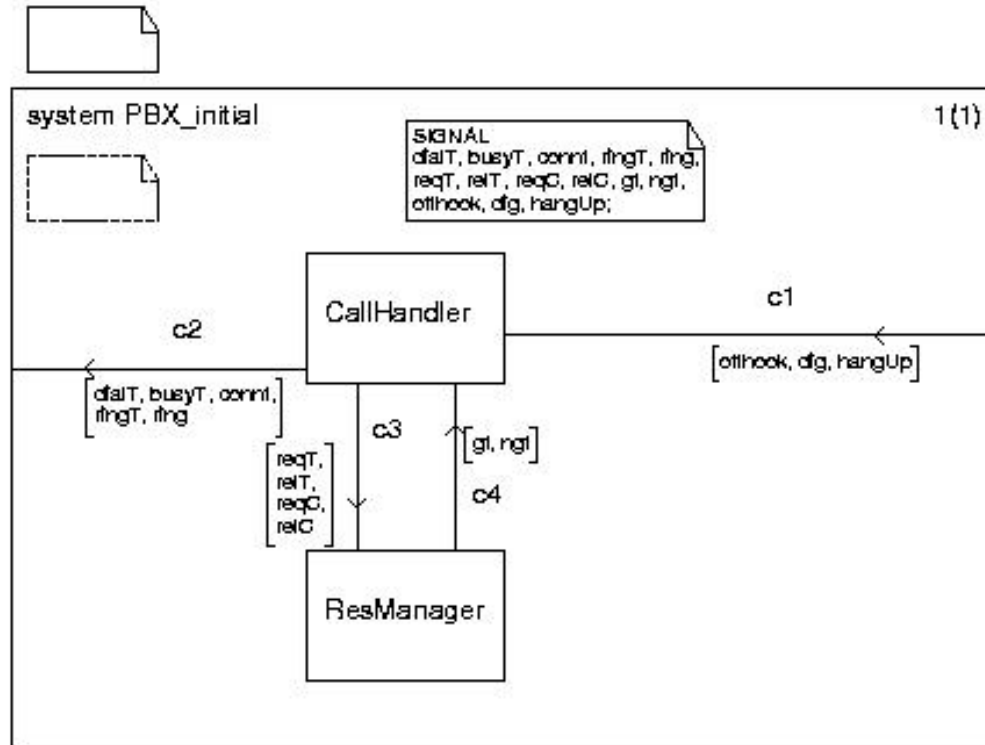 system PBX_initial
1(1)
SIGNAL
dialT, busyT, connt, ringT, ring,
reqT, relT, reqC, relC, gt, ngt,
offhook, dig, hangUp;
CallHandler
c1
[offhook, dig, hangUp]
c2
[dialT, busyT, connt,
ringT, ring]
c3
[gt, ngt]
[reqT,
relT,
reqC,
relC]
c4
ResManager